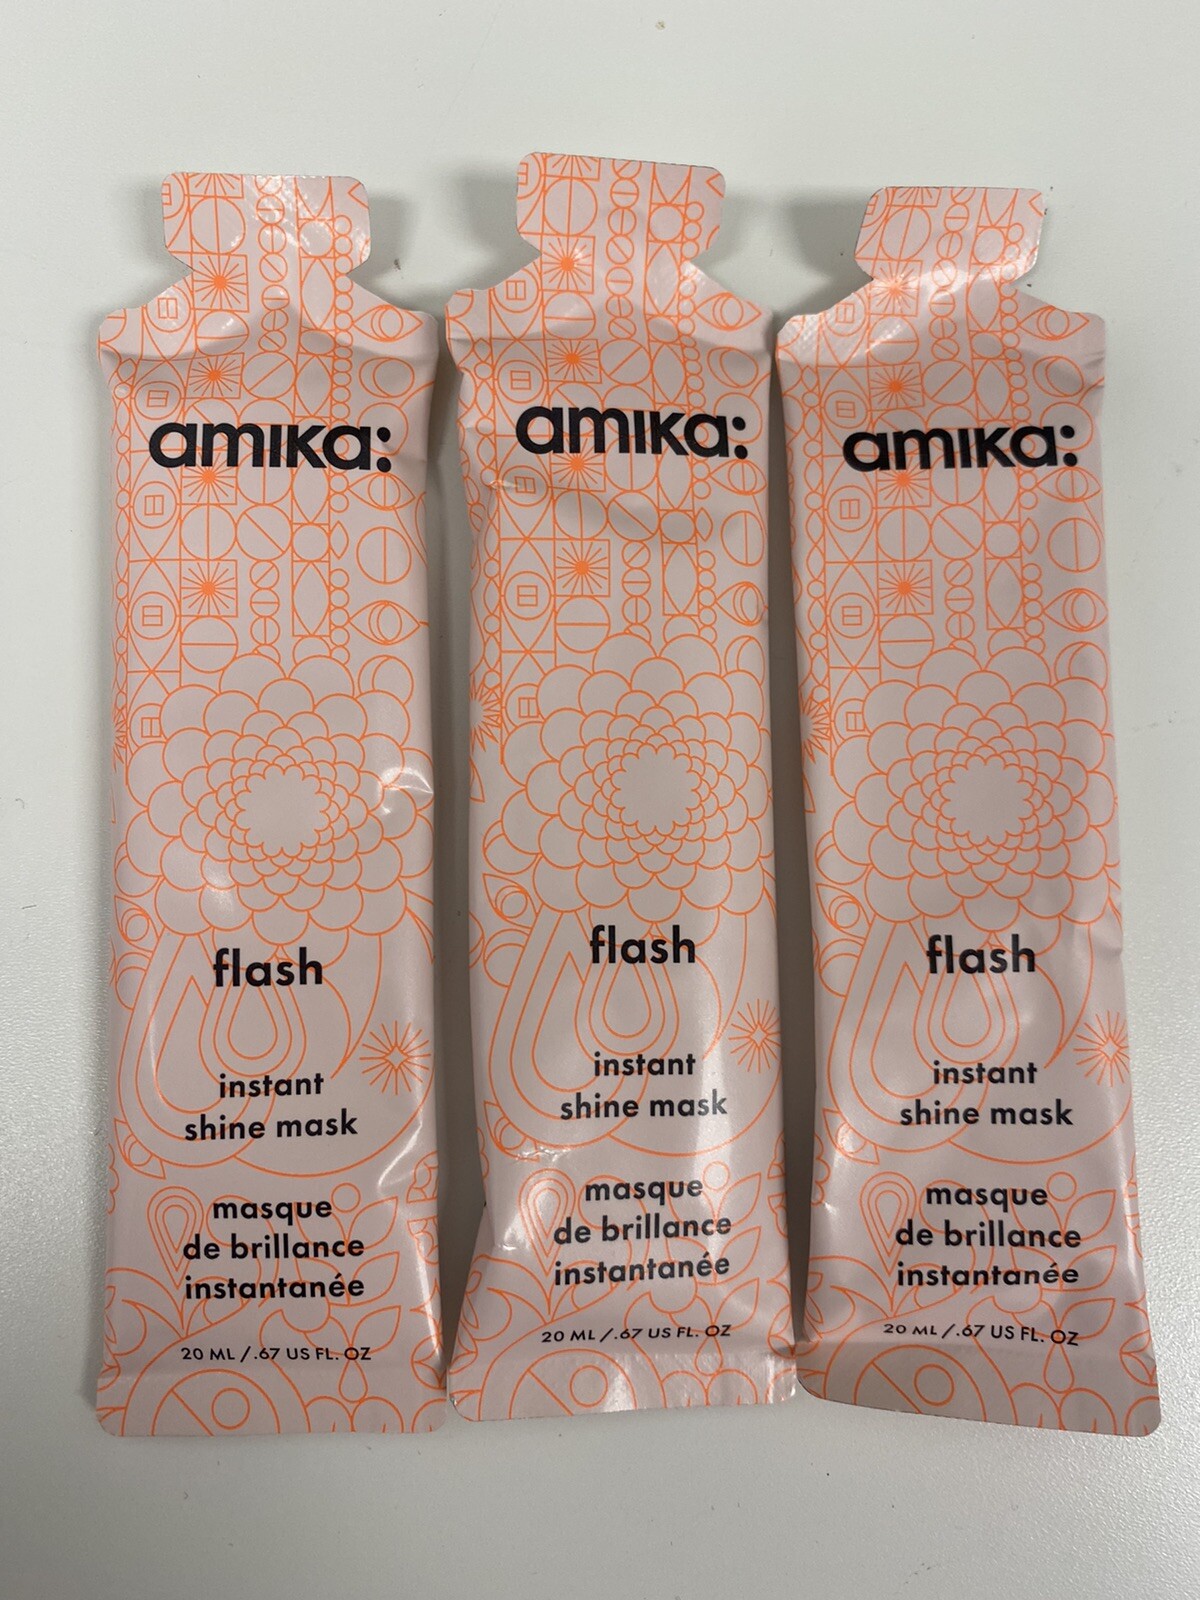 amika:
flash
instant
shine mask
masque
de brillance
instantanée
20 ML /.67 US FL. OZ
amika:
flash
instant
shine mask
masque
de brillance
instantanée
20 ML /.67 US FL. OZ
amika:
flash
instant
shine mask
masque
de brillance
instantanée
20 ML /.67 US FL. OZ